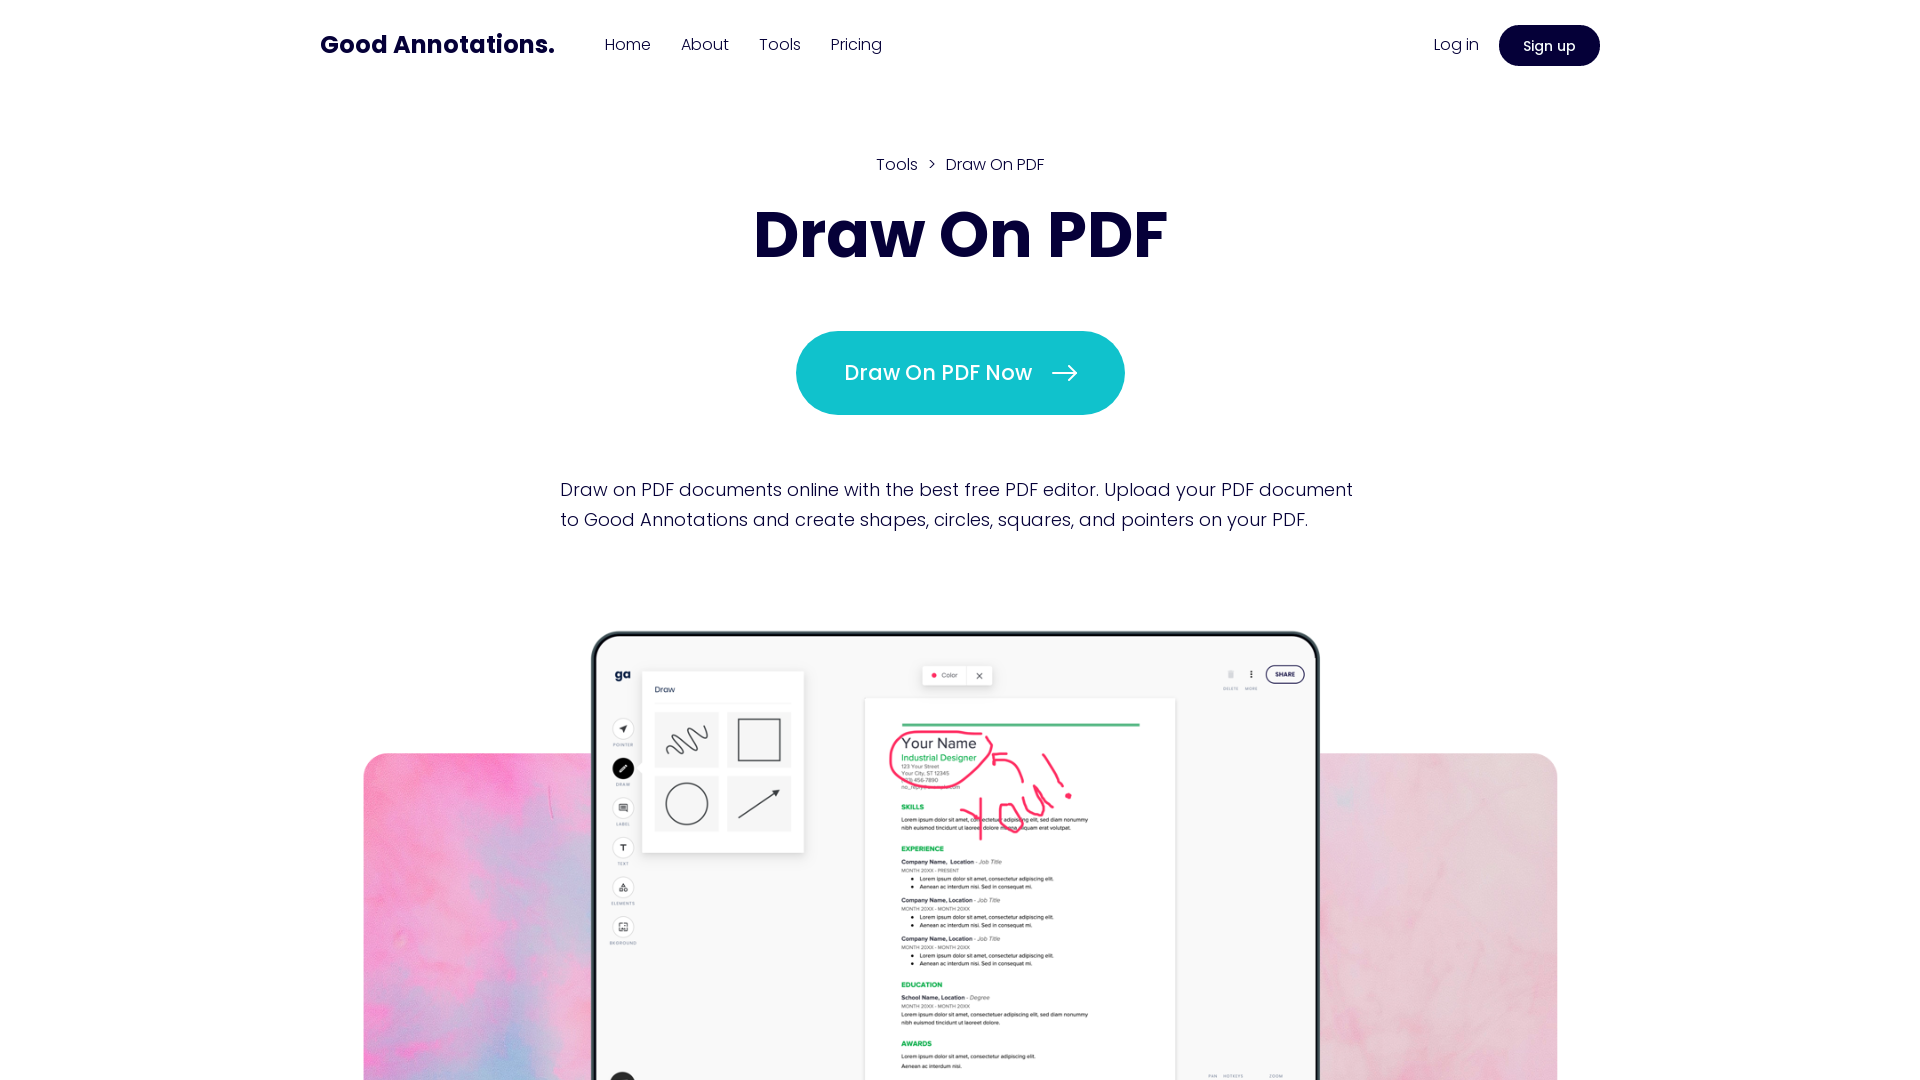 Good Annotations.
Home
About
Tools
Pricing
Log in
Sign up
Tools > Draw On PDF
Draw On PDF
Draw On PDF Now
Draw on PDF documents online with the best free PDF editor. Upload your PDF document
to Good Annotations and create shapes, circles, squares, and pointers on your PDF.
ga
Draw
Color
DELETE
MORE
SHARE
POINTER
DRAW
LABEL
TEXT
ELEMENTS
BKGROUND
Your Name
Industrial Designer
123 Your Street
Your City, ST 12345
You!
SKILLS
Lorem ipsum dolor sit amet, consectetuer adipiscing elit, sed diam nonummy
nibh euismod tincidunt ut laoreet dolore magna aliquam erat volutpat.
EXPERIENCE
Company Name, Location - Job Title
MONTH 20XX - PRESENT
Lorem ipsum dolor sit amet, consectetur adipiscing elit.
Aenean ac interdum nisi. Sed in consequat mi.
Company Name, Location - Job Title
MONTH 20XX - MONTH 20XX
Lorem ipsum dolor sit amet, consectetur adipiscing elit.
Aenean ac interdum nisi. Sed in consequat mi.
Company Name, Location - Job Title
MONTH 20XX - MONTH 20XX
Lorem ipsum dolor sit amet, consectetur adipiscing elit.
Aenean ac interdum nisi. Sed in consequat mi.
EDUCATION
School Name, Location - Degree
MONTH 20XX - MONTH 20XX
Lorem ipsum dolor sit amet, consectetuer adipiscing elit, sed diam nonummy
nibh euismod tincidunt ut laoreet dolore.
AWARDS
Lorem ipsum dolor sit amet, consectetur adipiscing elit.
Aenean ac interdum nisi.
PAN
HOTKEYS
ZOOM